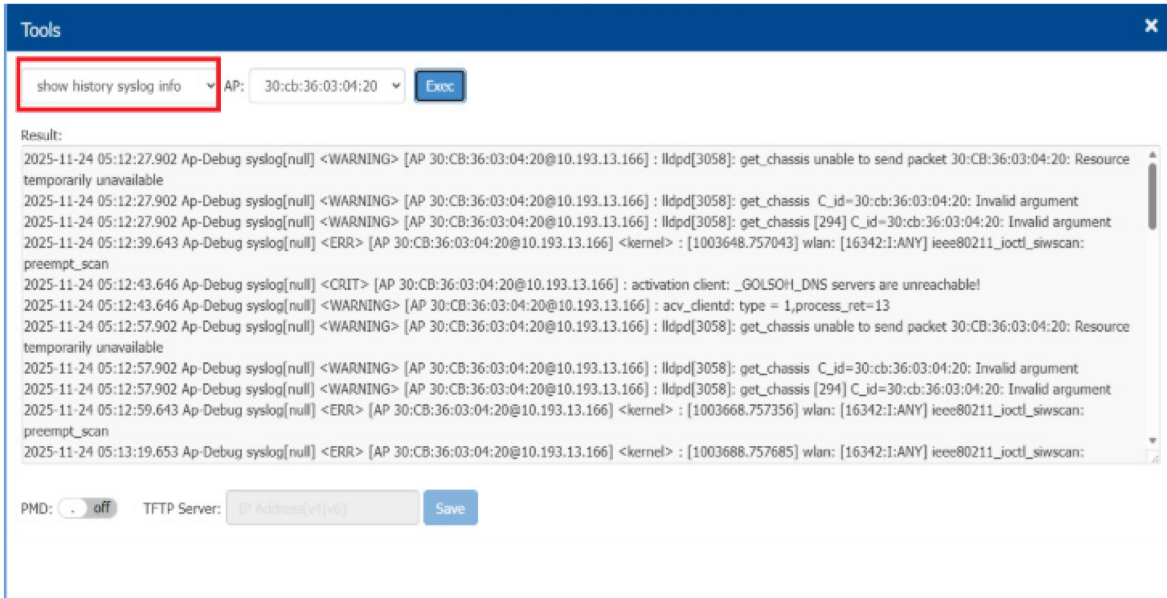 Tools
show history syslog info AP: 30:cb:36:03:04:20 Exec
Result:
2025-11-24 05:12:27.902 Ap-Debug syslog[null] <WARNING> [AP 30:CB:36:03:04:20@10.193.13.166] : lldpd[3058]: get_chassis unable to send packet 30:CB:36:03:04:20: Resource
temporarily unavailable
2025-11-24 05:12:27.902 Ap-Debug syslog[null] <WARNING> [AP 30:CB:36:03:04:20@10.193.13.166] : lldpd[3058]: get_chassis  C_id=30:cb:36:03:04:20: Invalid argument
2025-11-24 05:12:27.902 Ap-Debug syslog[null] <WARNING> [AP 30:CB:36:03:04:20@10.193.13.166] : lldpd[3058]: get_chassis [294] C_id=30:cb:36:03:04:20: Invalid argument
2025-11-24 05:12:39.643 Ap-Debug syslog[null] <ERR> [AP 30:CB:36:03:04:20@10.193.13.166] <kernel> : [1003648.757043] wlan: [16342:I:ANY] ieee80211_ioctl_siwscan:
preempt_scan
2025-11-24 05:12:43.646 Ap-Debug syslog[null] <CRIT> [AP 30:CB:36:03:04:20@10.193.13.166] : activation client: _GOLSOH_DNS servers are unreachable!
2025-11-24 05:12:43.646 Ap-Debug syslog[null] <WARNING> [AP 30:CB:36:03:04:20@10.193.13.166] : acv_clientd: type = 1,process_ret=13
2025-11-24 05:12:57.902 Ap-Debug syslog[null] <WARNING> [AP 30:CB:36:03:04:20@10.193.13.166] : lldpd[3058]: get_chassis unable to send packet 30:CB:36:03:04:20: Resource
temporarily unavailable
2025-11-24 05:12:57.902 Ap-Debug syslog[null] <WARNING> [AP 30:CB:36:03:04:20@10.193.13.166] : lldpd[3058]: get_chassis  C_id=30:cb:36:03:04:20: Invalid argument
2025-11-24 05:12:57.902 Ap-Debug syslog[null] <WARNING> [AP 30:CB:36:03:04:20@10.193.13.166] : lldpd[3058]: get_chassis [294] C_id=30:cb:36:03:04:20: Invalid argument
2025-11-24 05:12:59.643 Ap-Debug syslog[null] <ERR> [AP 30:CB:36:03:04:20@10.193.13.166] <kernel> : [1003668.757356] wlan: [16342:I:ANY] ieee80211_ioctl_siwscan:
preempt_scan
2025-11-24 05:13:19.653 Ap-Debug syslog[null] <ERR> [AP 30:CB:36:03:04:20@10.193.13.166] <kernel> : [1003688.757685] wlan: [16342:I:ANY] ieee80211_ioctl_siwscan:
PMD: off TFTP Server: IP Address(v4|v6) Save